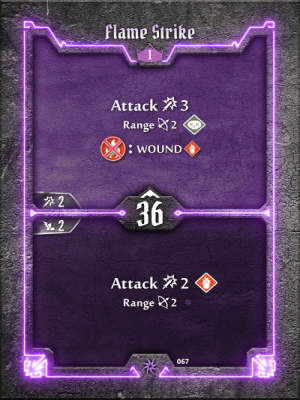 Flame Strike
1
Attack 3
Range 2
: WOUND
2
36
2
Attack 2
Range 2
067